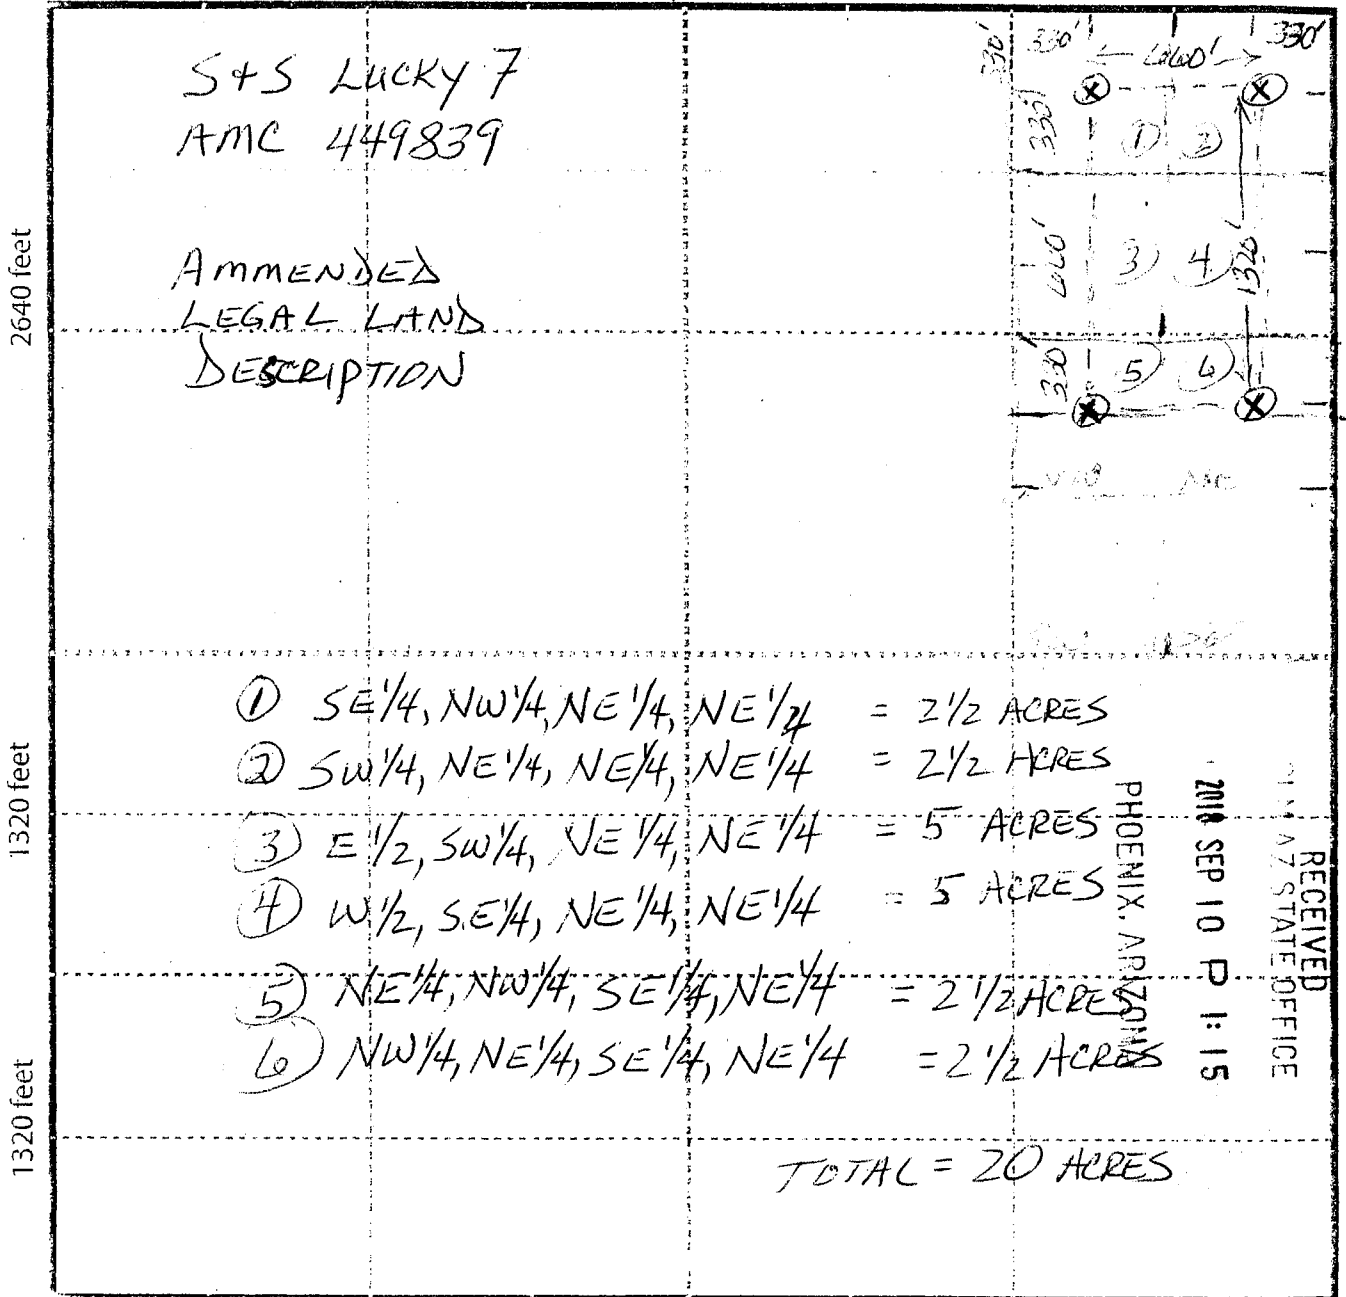 S+S LUCKY 7
AMC 449839
AMMENDED
LEGAL LAND
DESCRIPTION
330' 330' 660' 330'
330' ① ②
660' ③ ④ 1320'
330' ⑤ ⑥
NW NE
2640 feet
1320 feet
1320 feet
① SE1/4, NW1/4, NE1/4, NE1/4 = 2 1/2 ACRES
② SW1/4, NE1/4, NE1/4, NE1/4 = 2 1/2 ACRES
③ E1/2, SW1/4, NE1/4, NE1/4 = 5 ACRES
④ W1/2, SE1/4, NE1/4, NE1/4 = 5 ACRES
⑤ NE1/4, NW1/4, SE1/4, NE1/4 = 2 1/2 ACRES
⑥ NW1/4, NE1/4, SE1/4, NE1/4 = 2 1/2 ACRES
TOTAL = 20 ACRES
RECEIVED
AZ STATE OFFICE
2018 SEP 10 P 1:15
PHOENIX, ARIZONA